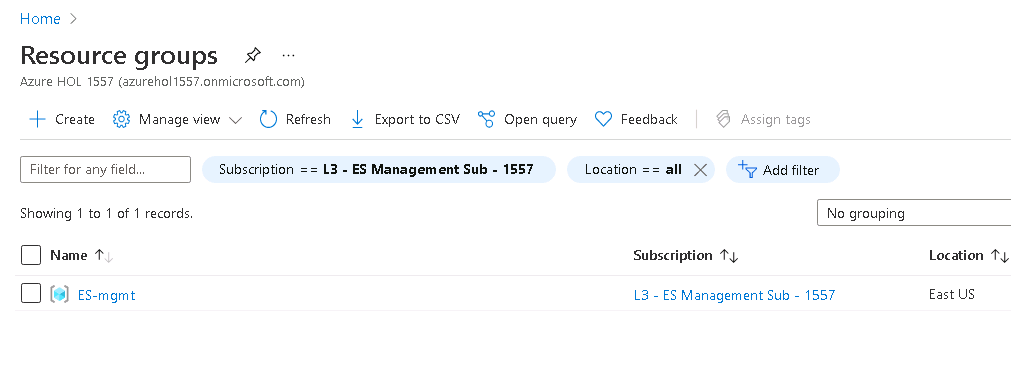 Home
Resource groups
Azure HOL 1557 (azurehol1557.onmicrosoft.com)
Create Manage view Refresh Export to CSV Open query Feedback Assign tags
Filter for any field... Subscription == L3 - ES Management Sub - 1557 Location == all Add filter
Showing 1 to 1 of 1 records. No grouping
Name Subscription Location
ES-mgmt L3 - ES Management Sub - 1557 East US